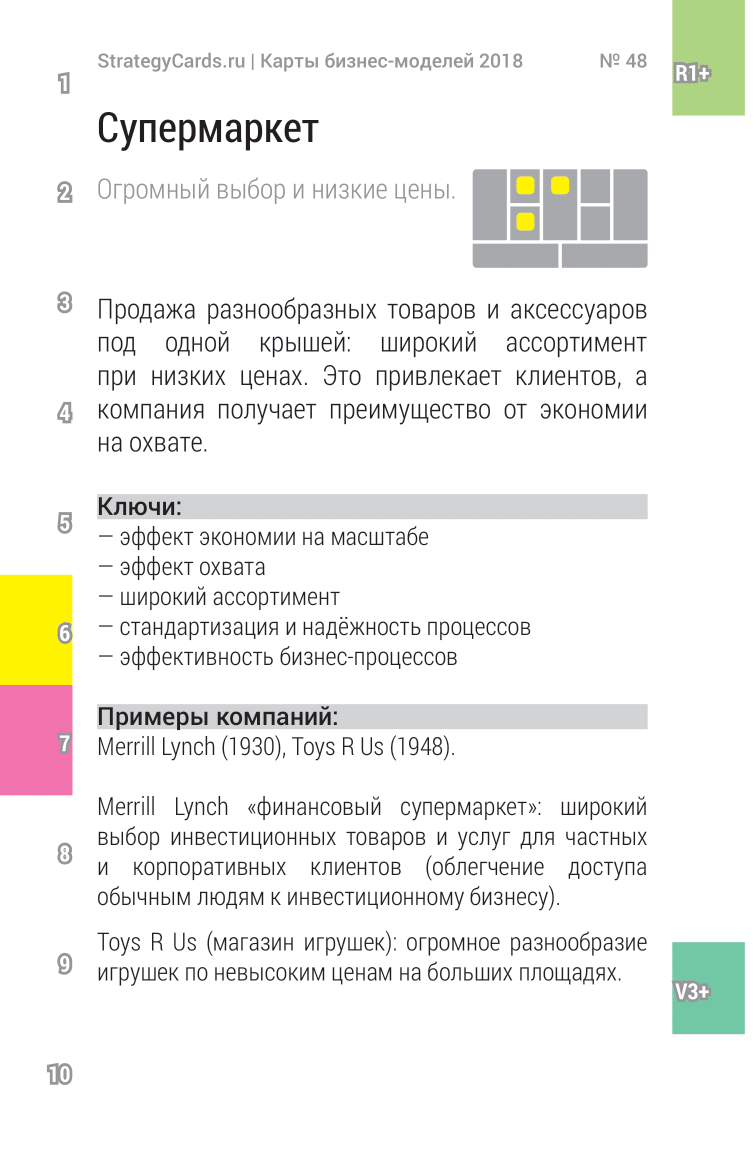 StrategyCards.ru | Карты бизнес-моделей 2018 № 48
R1+
1
Супермаркет
2
Огромный выбор и низкие цены.
3
Продажа разнообразных товаров и аксессуаров
под одной крышей: широкий ассортимент
при низких ценах. Это привлекает клиентов, а
4
компания получает преимущество от экономии
на охвате.
Ключи:
5
— эффект экономии на масштабе
— эффект охвата
— широкий ассортимент
6
— стандартизация и надёжность процессов
— эффективность бизнес-процессов
Примеры компаний:
7
Merrill Lynch (1930), Toys R Us (1948).
Merrill Lynch «финансовый супермаркет»: широкий
выбор инвестиционных товаров и услуг для частных
8
и корпоративных клиентов (облегчение доступа
обычным людям к инвестиционному бизнесу).
Toys R Us (магазин игрушек): огромное разнообразие
9
игрушек по невысоким ценам на больших площадях.
V3+
10